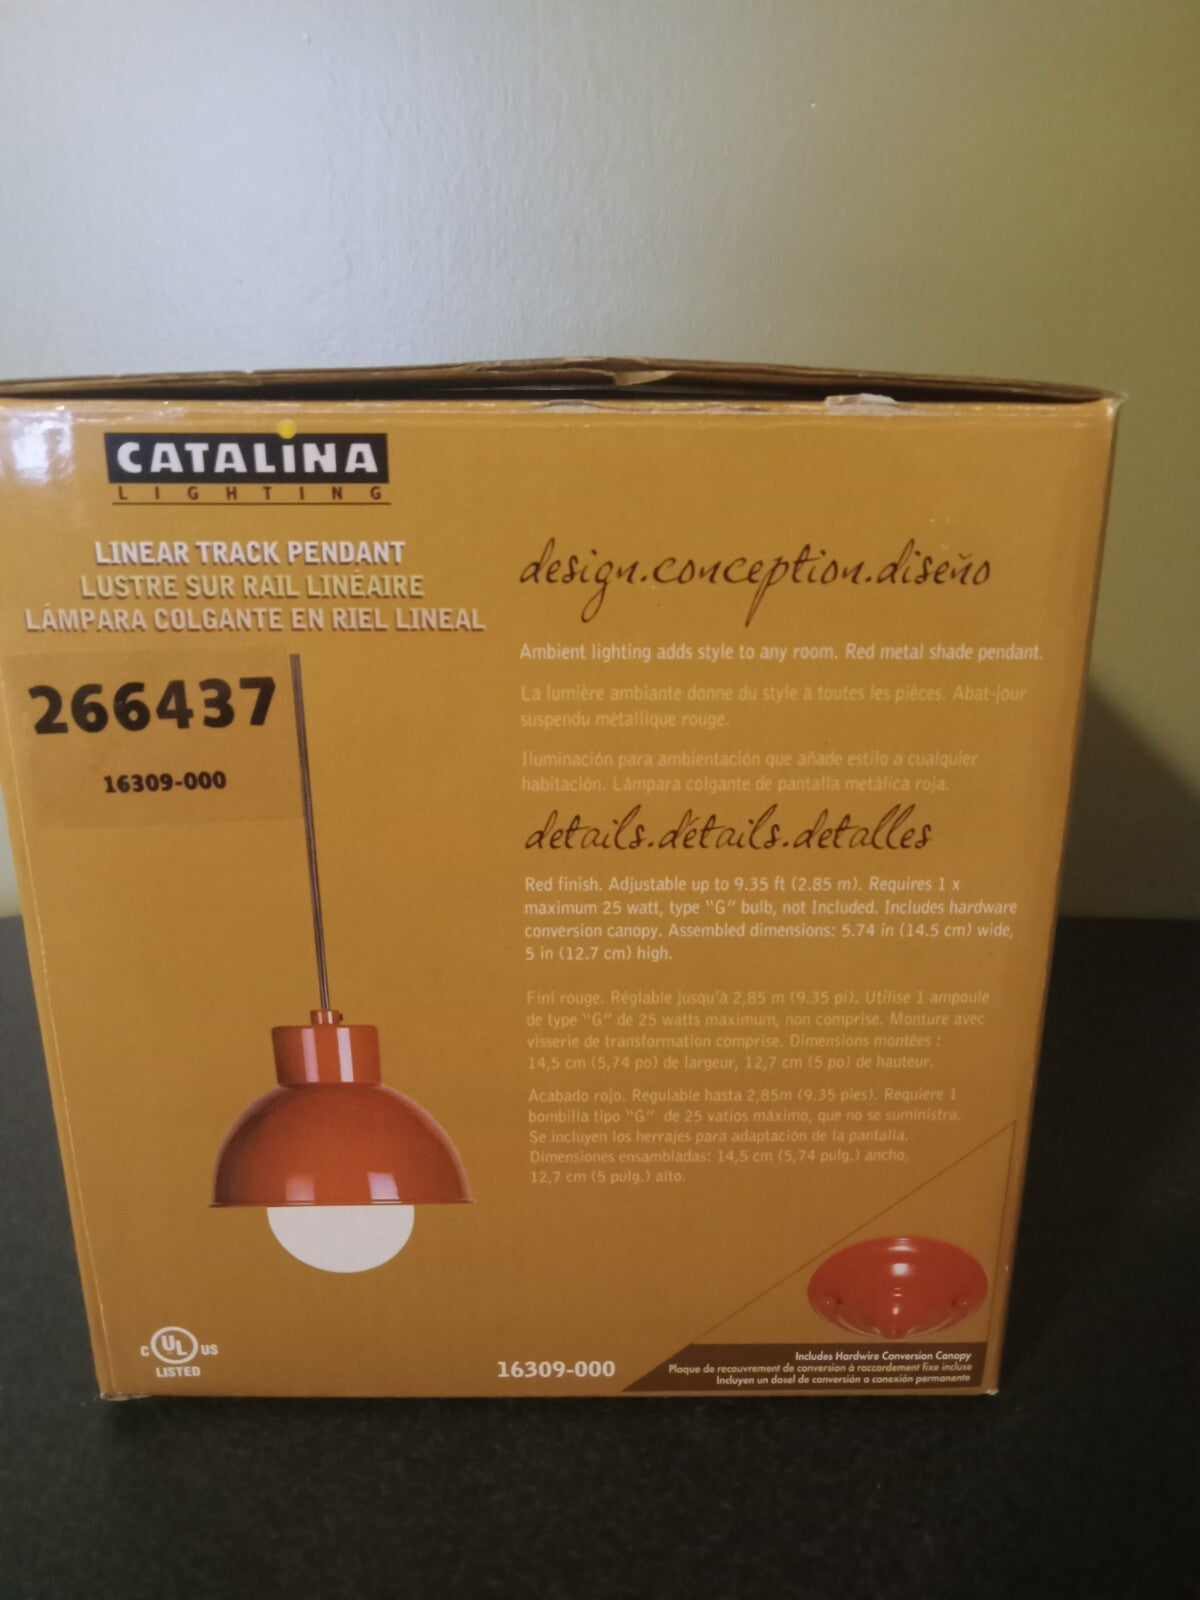 CATALINA
LIGHTING
LINEAR TRACK PENDANT
LUSTRE SUR RAIL LINÉAIRE
LÁMPARA COLGANTE EN RIEL LINEAL
266437
16309-000
design.conception.diseño
Ambient lighting adds style to any room. Red metal shade pendant.
La lumière ambiante donne du style à toutes les pièces. Abat-jour
suspendu métallique rouge.
Iluminación para ambientación que añade estilo a cualquier
habitación. Lámpara colgante de pantalla metálica roja.
details.détails.detalles
Red finish. Adjustable up to 9.35 ft (2.85 m). Requires 1 x
maximum 25 watt, type "G" bulb, not Included. Includes hardware
conversion canopy. Assembled dimensions: 5.74 in (14.5 cm) wide,
5 in (12.7 cm) high.
Fini rouge. Réglable jusqu'à 2,85 m (9.35 pi). Utilise 1 ampoule
de type "G" de 25 watts maximum, non comprise. Monture avec
visserie de transformation comprise. Dimensions montées :
14,5 cm (5,74 po) de largeur, 12,7 cm (5 po) de hauteur.
Acabado rojo. Regulable hasta 2,85m (9.35 pies). Requiere 1
bombilla tipo "G" de 25 vatios máximo, que no se suministra.
Se incluyen los herrajes para adaptación de la pantalla.
Dimensiones ensambladas: 14,5 cm (5,74 pulg.) ancho,
12,7 cm (5 pulg.) alto.
C UL US
LISTED
16309-000
Includes Hardwire Conversion Canopy
Plaque de recouvrement de conversion à raccordement fixe incluse
Incluyen un dosel de conversión a conexión permanente